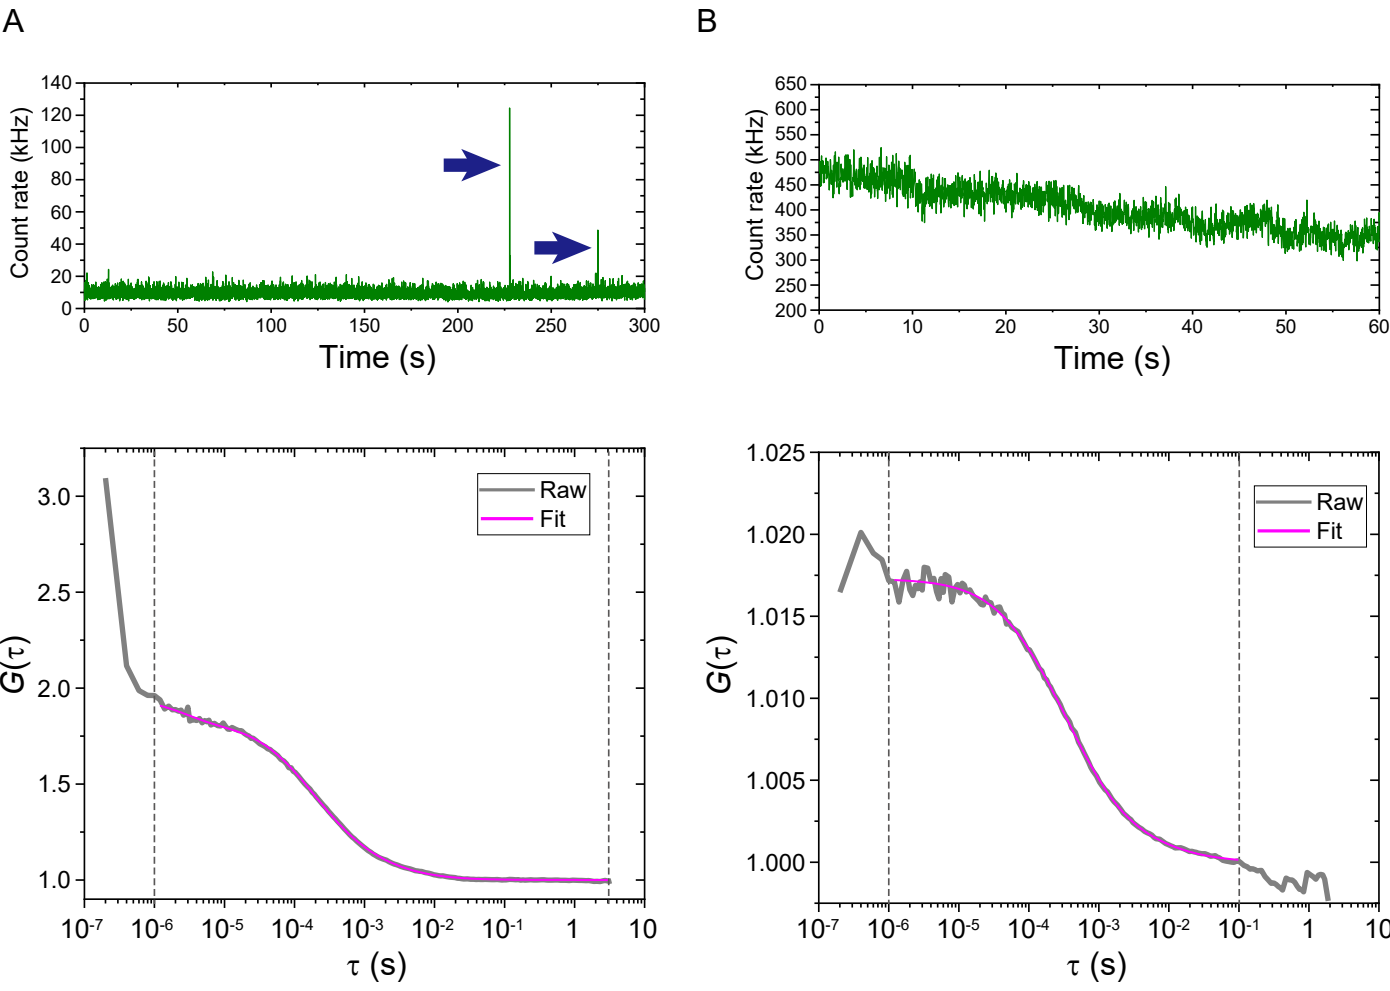 A
B
140
120
100
80
60
40
20
0
Count rate (kHz)
0 50 100 150 200 250 300
Time (s)
650
600
550
500
450
400
350
300
250
200
Count rate (kHz)
0 10 20 30 40 50 60
Time (s)
3.0
2.5
2.0
1.5
1.0
G(τ)
Raw
Fit
10-7 10-6 10-5 10-4 10-3 10-2 10-1 1 10
τ (s)
1.025
1.020
1.015
1.010
1.005
1.000
G(τ)
Raw
Fit
10-7 10-6 10-5 10-4 10-3 10-2 10-1 1 10
τ (s)